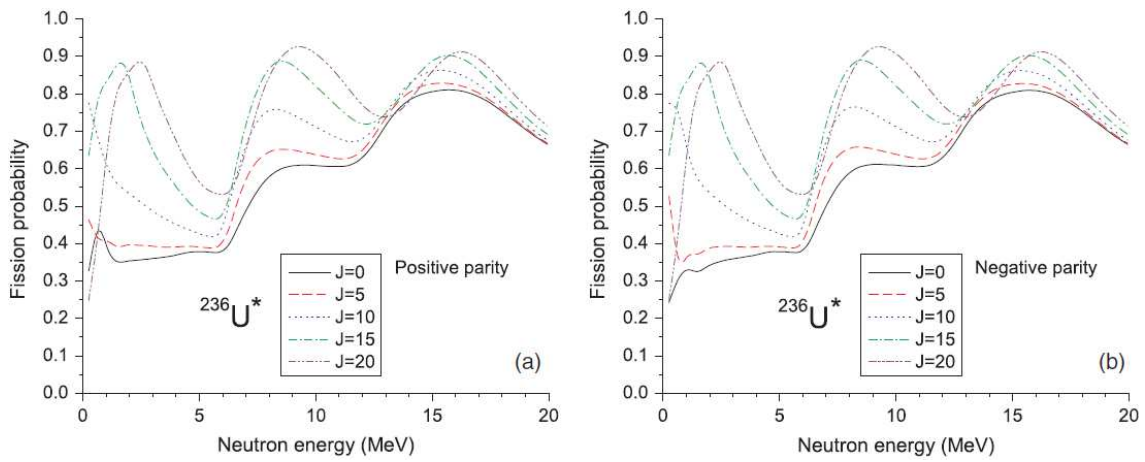 1.0
0.9
0.8
0.7
0.6
0.5
0.4
0.3
0.2
0.1
0.0
Fission probability
0 5 10 15 20
Neutron energy (MeV)
236U*
J=0
J=5
J=10
J=15
J=20
Positive parity
(a)
1.0
0.9
0.8
0.7
0.6
0.5
0.4
0.3
0.2
0.1
0.0
Fission probability
0 5 10 15 20
Neutron energy (MeV)
236U*
J=0
J=5
J=10
J=15
J=20
Negative parity
(b)